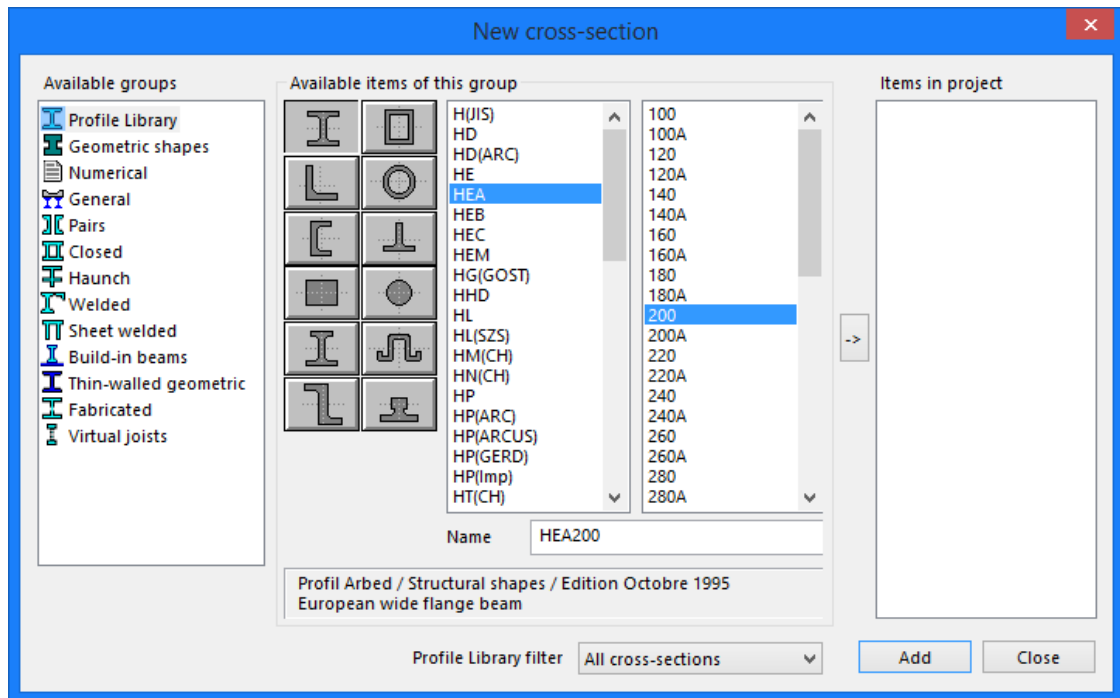 New cross-section
Available groups
Profile Library
Geometric shapes
Numerical
General
Pairs
Closed
Haunch
Welded
Sheet welded
Build-in beams
Thin-walled geometric
Fabricated
Virtual joists
Available items of this group
H(JIS)
HD
HD(ARC)
HE
HEA
HEB
HEC
HEM
HG(GOST)
HHD
HL
HL(SZS)
HM(CH)
HN(CH)
HP
HP(ARC)
HP(ARCUS)
HP(GERD)
HP(Imp)
HT(CH)
100
100A
120
120A
140
140A
160
160A
180
180A
200
200A
220
220A
240
240A
260
260A
280
280A
Name HEA200
Profil Arbed / Structural shapes / Edition Octobre 1995
European wide flange beam
Profile Library filter All cross-sections
->
Items in project
Add Close